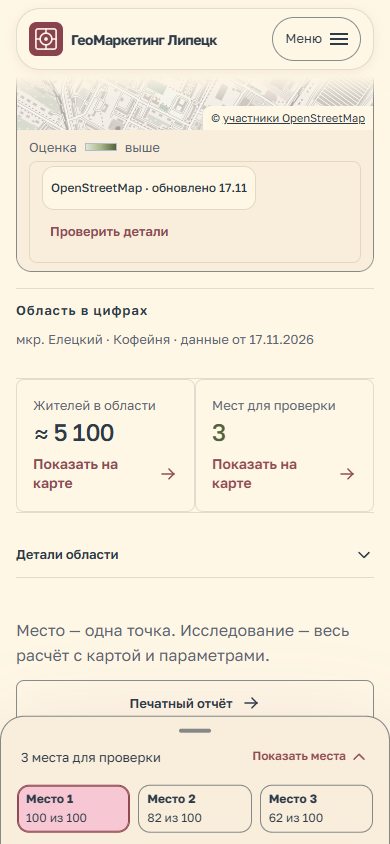 ГеоМаркетинг Липецк
Меню
© участники OpenStreetMap
Оценка выше
OpenStreetMap · обновлено 17.11
Проверить детали
Область в цифрах
мкр. Елецкий · Кофейня · данные от 17.11.2026
Жителей в области
≈ 5 100
Показать на
карте
Мест для проверки
3
Показать на
карте
Детали области
Место — одна точка. Исследование — весь
расчёт с картой и параметрами.
Печатный отчёт
3 места для проверки
Показать места
Место 1
100 из 100
Место 2
82 из 100
Место 3
62 из 100